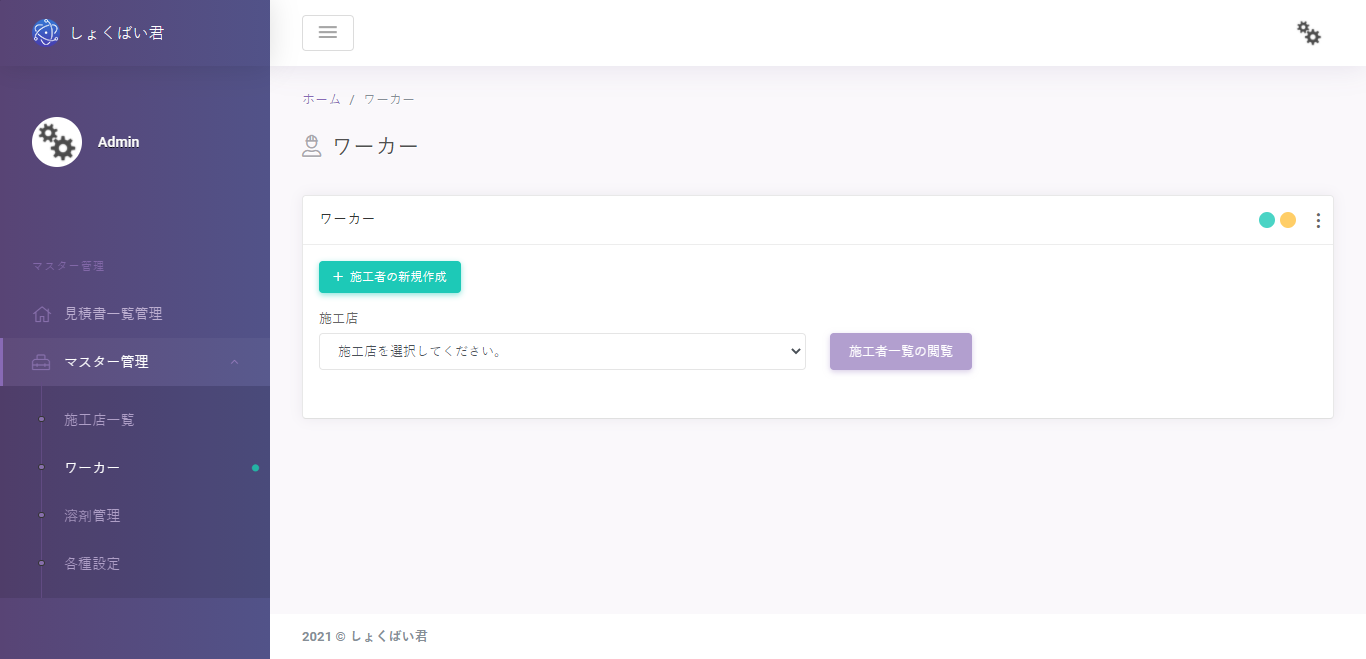 しょくばい君
Admin
マスター管理
見積書一覧管理
マスター管理
施工店一覧
ワーカー
溶剤管理
各種設定
ホーム / ワーカー
ワーカー
ワーカー
+ 施工者の新規作成
施工店
施工店を選択してください。
施工者一覧の閲覧
2021 © しょくばい君